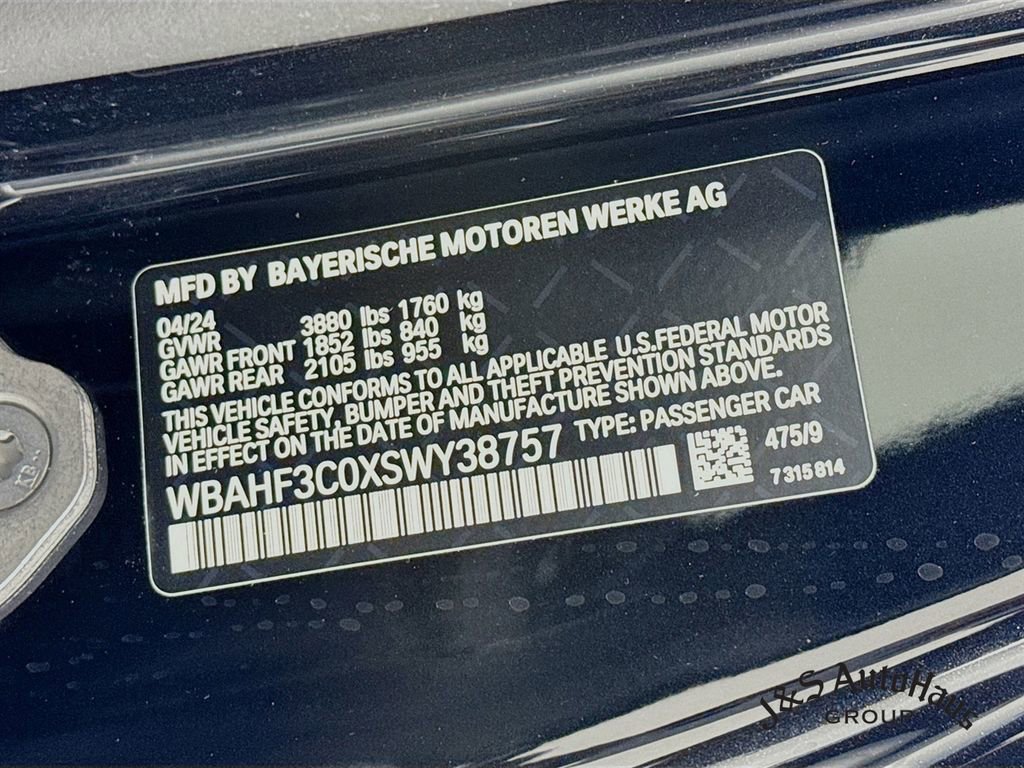 MFD BY BAYERISCHE MOTOREN WERKE AG
04/24
GVWR 3880 lbs 1760 kg
GAWR FRONT 1852 lbs 840 kg
GAWR REAR 2105 lbs 955 kg
THIS VEHICLE CONFORMS TO ALL APPLICABLE U.S.FEDERAL MOTOR
VEHICLE SAFETY, BUMPER AND THEFT PREVENTION STANDARDS
IN EFFECT ON THE DATE OF MANUFACTURE SHOWN ABOVE.
WBAHF3C0XSWY38757 TYPE: PASSENGER CAR
475/9
7315814
J&S AutoHaus
GROUP